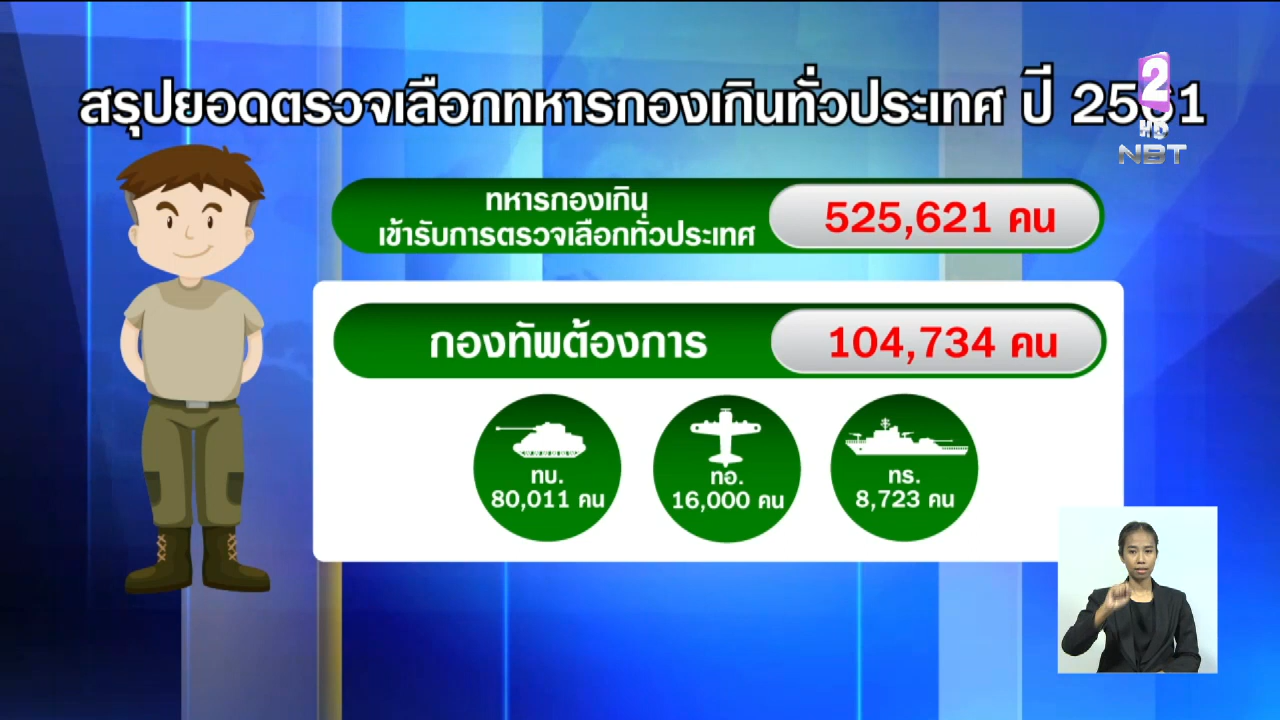 สรุปยอดตรวจเลือกทหารกองเกินทั่วประเทศ ปี 2561
2
HD
NBT
ทหารกองเกิน
เข้ารับการตรวจเลือกทั่วประเทศ
525,621 คน
กองทัพต้องการ
104,734 คน
ทบ.
80,011 คน
ทอ.
16,000 คน
ทร.
8,723 คน